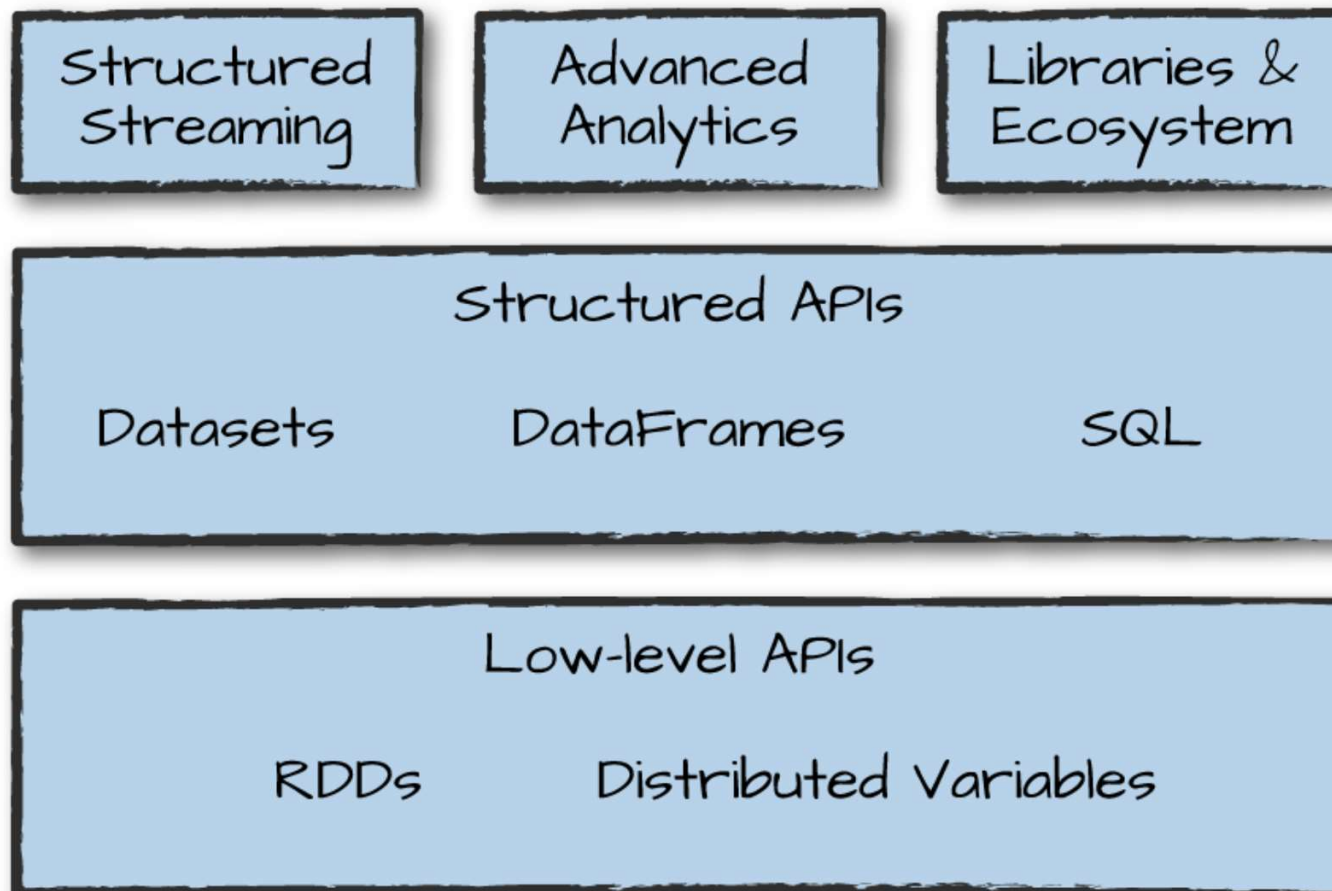 Structured
Streaming
Advanced
Analytics
Libraries &
Ecosystem
Structured APIs
Datasets DataFrames SQL
Low-level APIs
RDDs Distributed Variables